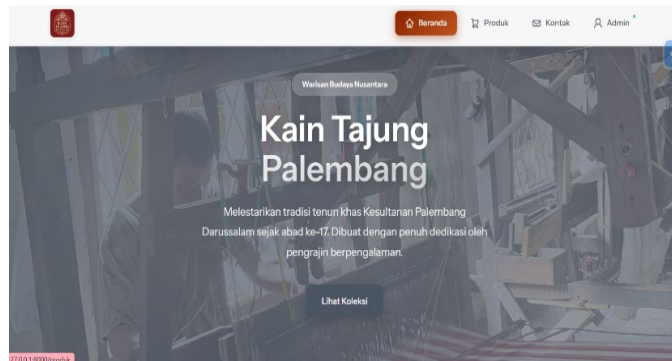 Beranda
Produk
Kontak
Admin
Warisan Budaya Nusantara
Kain Tajung
Palembang
Melestarikan tradisi tenun khas Kesultanan Palembang
Darussalam sejak abad ke-17. Dibuat dengan penuh dedikasi oleh
pengrajin berpengalaman.
Lihat Koleksi